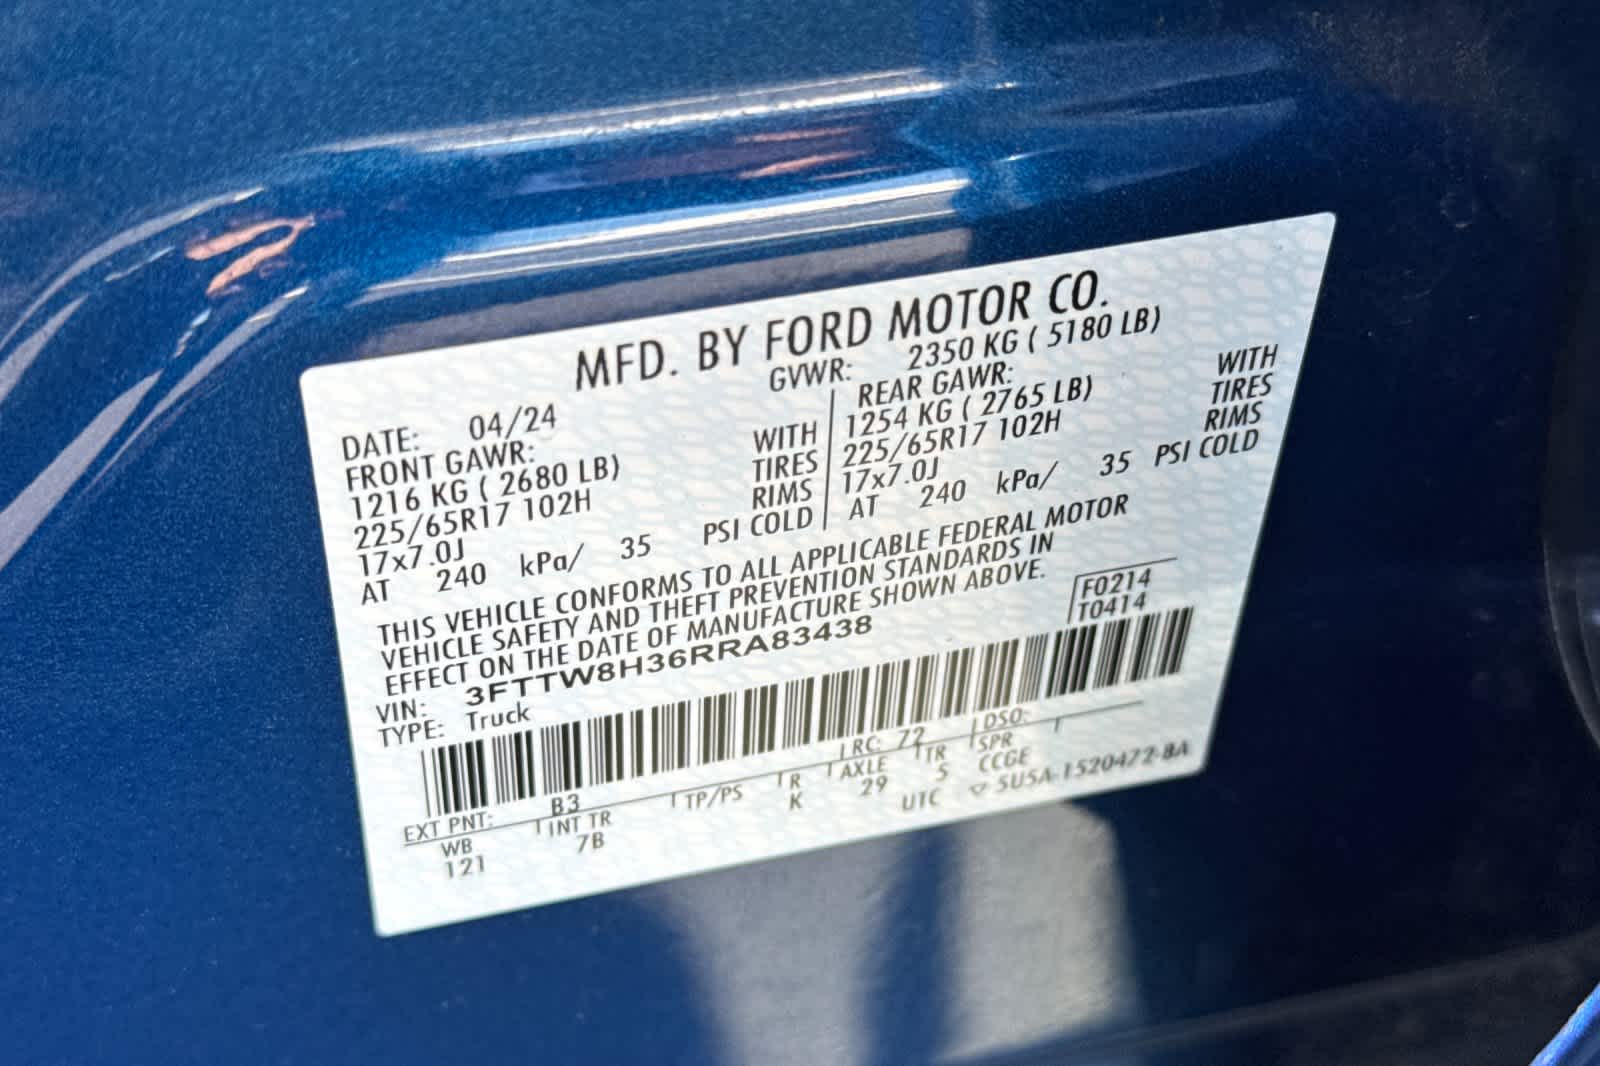 MFD. BY FORD MOTOR CO.
DATE: 04/24 GVWR: 2350 KG ( 5180 LB)
FRONT GAWR: REAR GAWR:
1216 KG ( 2680 LB) WITH 1254 KG ( 2765 LB) WITH
225/65R17 102H TIRES 225/65R17 102H TIRES
17x7.0J RIMS 17x7.0J RIMS
AT 240 kPa/ 35 PSI COLD AT 240 kPa/ 35 PSI COLD
THIS VEHICLE CONFORMS TO ALL APPLICABLE FEDERAL MOTOR
VEHICLE SAFETY AND THEFT PREVENTION STANDARDS IN
EFFECT ON THE DATE OF MANUFACTURE SHOWN ABOVE.
F0214
T0414
VIN: 3FTTW8H36RRA83438
TYPE: Truck
EXT PNT: B3 RC: 72 DSO:
WB INT TR TP/PS R AXLE TR SPR
121 7B K 29 5 CCGE
UTC ▽ 5U5A-1520472-BA